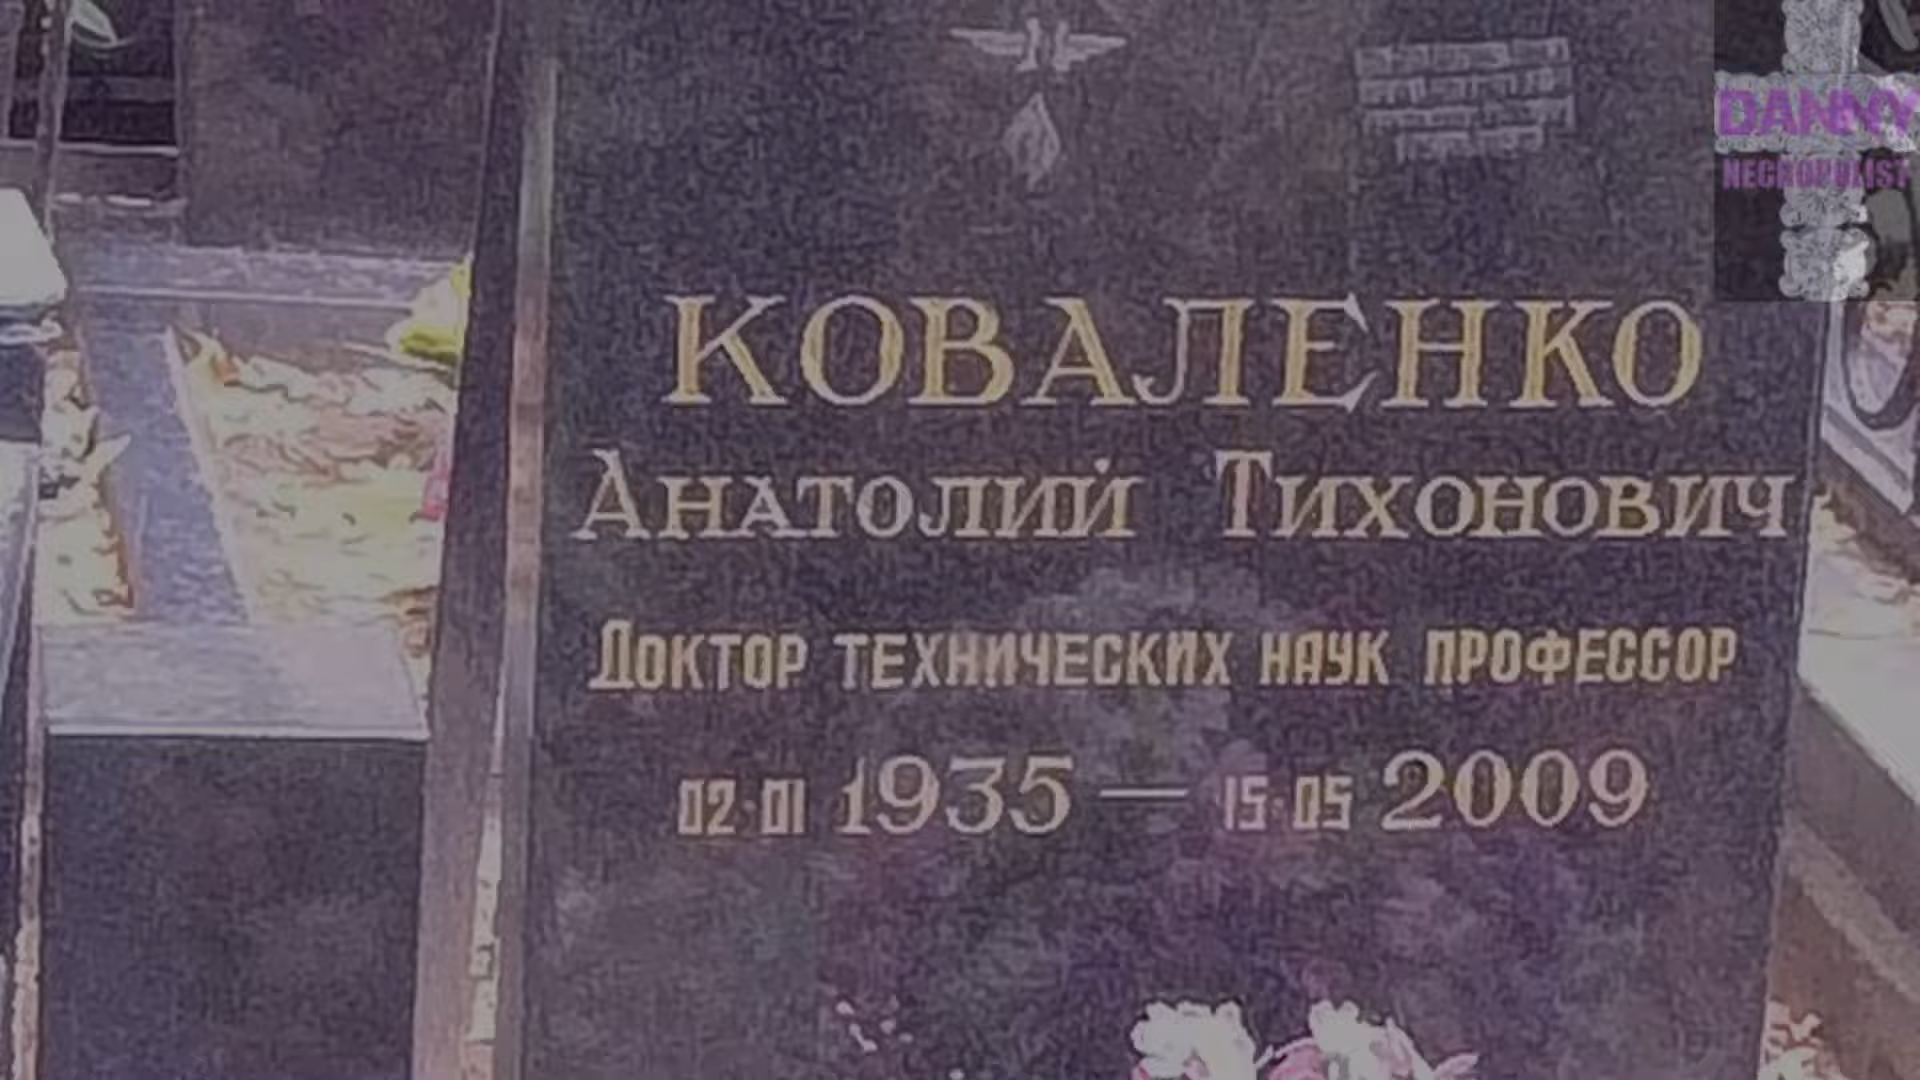 DANNY
NECROPOLIST
КОВАЛЕНКО
Анатолий Тихонович
Доктор технических наук профессор
02·01 1935 — 15·05 2009